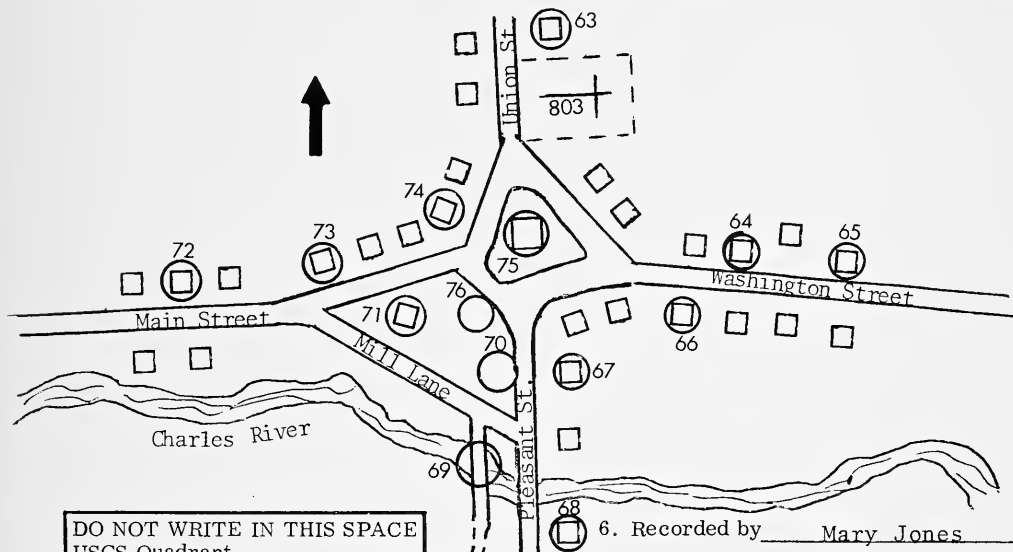 63
Union St.
803
74
73
72
75
64
65
Washington Street
76
71
Main Street
66
70
Mill Lane
67
Pleasant St.
Charles River
69
68
6. Recorded by Mary Jones
DO NOT WRITE IN THIS SPACE
USGS Quadrant